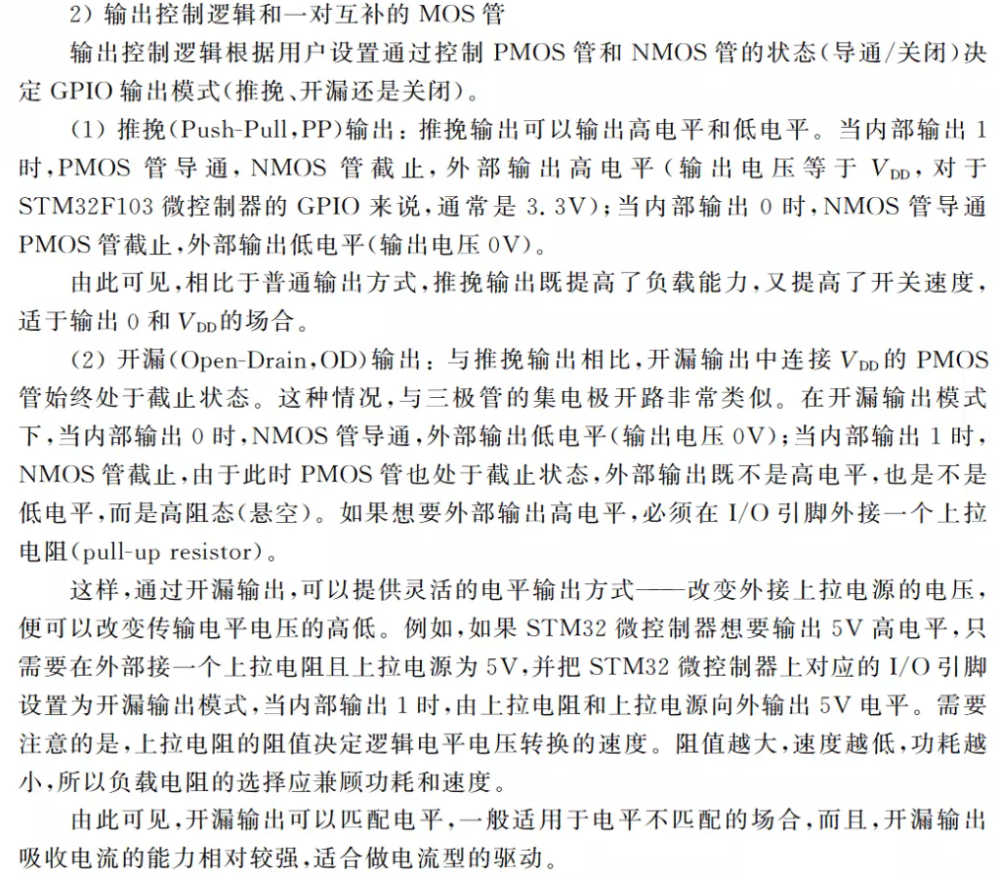 2）输出控制逻辑和一对互补的 MOS 管
输出控制逻辑根据用户设置通过控制 PMOS 管和 NMOS 管的状态（导通/关闭）决
定 GPIO 输出模式（推挽、开漏还是关闭）。
（1）推挽（Push-Pull，PP）输出：推挽输出可以输出高电平和低电平。当内部输出 1
时，PMOS 管导通，NMOS 管截止，外部输出高电平（输出电压等于 VDD，对于
STM32F103 微控制器的 GPIO 来说，通常是 3.3V）；当内部输出 0 时，NMOS 管导通
PMOS 管截止，外部输出低电平（输出电压 0V）。
由此可见，相比于普通输出方式，推挽输出既提高了负载能力，又提高了开关速度，
适于输出 0 和 VDD的场合。
（2）开漏（Open-Drain，OD）输出：与推挽输出相比，开漏输出中连接 VDD的 PMOS
管始终处于截止状态。这种情况，与三极管的集电极开路非常类似。在开漏输出模式
下，当内部输出 0 时，NMOS 管导通，外部输出低电平（输出电压 0V）；当内部输出 1 时，
NMOS 管截止，由于此时 PMOS 管也处于截止状态，外部输出既不是高电平，也是不是
低电平，而是高阻态（悬空）。如果想要外部输出高电平，必须在 I/O 引脚外接一个上拉
电阻（pull-up resistor）。
这样，通过开漏输出，可以提供灵活的电平输出方式——改变外接上拉电源的电压，
便可以改变传输电平电压的高低。例如，如果 STM32 微控制器想要输出 5V 高电平，只
需要在外部接一个上拉电阻且上拉电源为 5V，并把 STM32 微控制器上对应的 I/O 引脚
设置为开漏输出模式，当内部输出 1 时，由上拉电阻和上拉电源向外输出 5V 电平。需要
注意的是，上拉电阻的阻值决定逻辑电平电压转换的速度。阻值越大，速度越低，功耗越
小，所以负载电阻的选择应兼顾功耗和速度。
由此可见，开漏输出可以匹配电平，一般适用于电平不匹配的场合，而且，开漏输出
吸收电流的能力相对较强，适合做电流型的驱动。